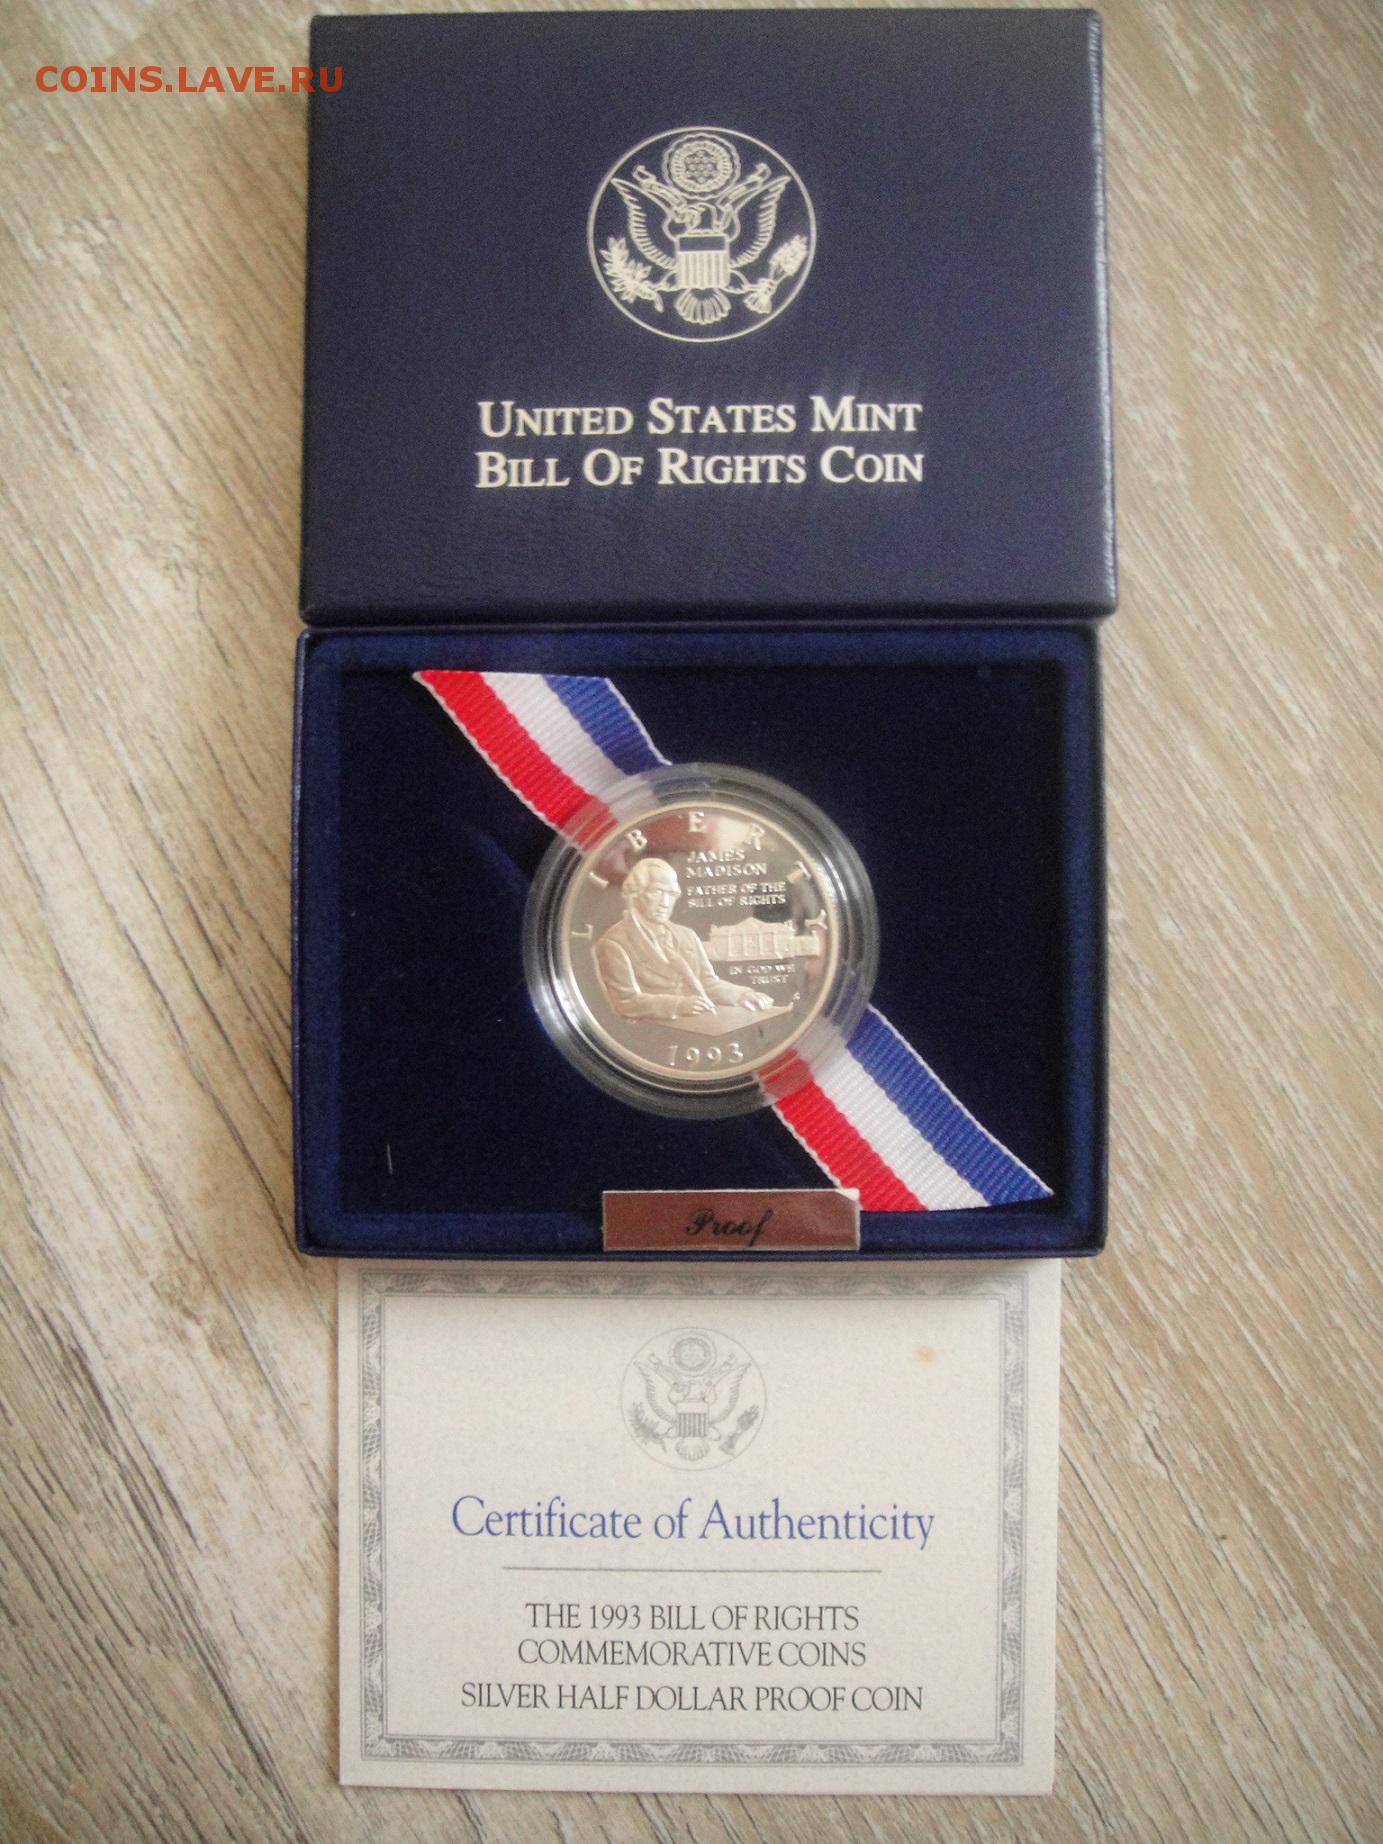 COINS.LAVE.RU
UNITED STATES MINT
BILL OF RIGHTS COIN
LIBERTY
JAMES
MADISON
FATHER OF THE
BILL OF RIGHTS
IN GOD WE
TRUST
S
1993
Proof
Certificate of Authenticity
THE 1993 BILL OF RIGHTS
COMMEMORATIVE COINS
SILVER HALF DOLLAR PROOF COIN